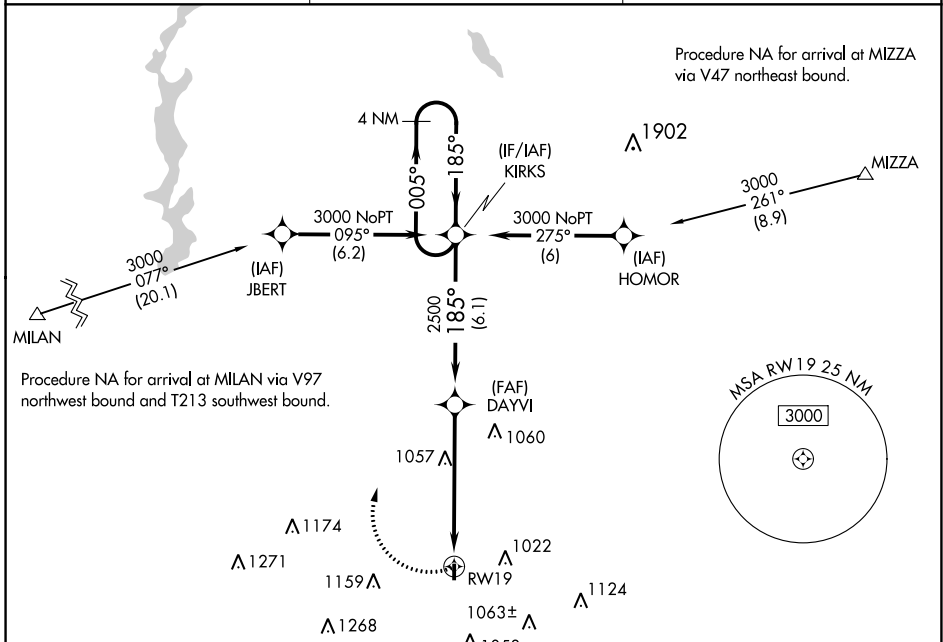 Procedure NA for arrival at MIZZA
via V47 northeast bound.
4 NM
005°
185°
(IF/IAF)
KIRKS
1902
MIZZA
3000
261°
(8.9)
3000 NoPT
095°
(6.2)
3000 NoPT
275°
(6)
(IAF)
JBERT
(IAF)
HOMOR
3000
077°
(20.1)
MILAN
2500
185°
(6.1)
Procedure NA for arrival at MILAN via V97
northwest bound and T213 southwest bound.
(FAF)
DAYVI
MSA RW19 25 NM
3000
1060
1057
1174
1271
1022
RW19
1159
1124
1063±
1268